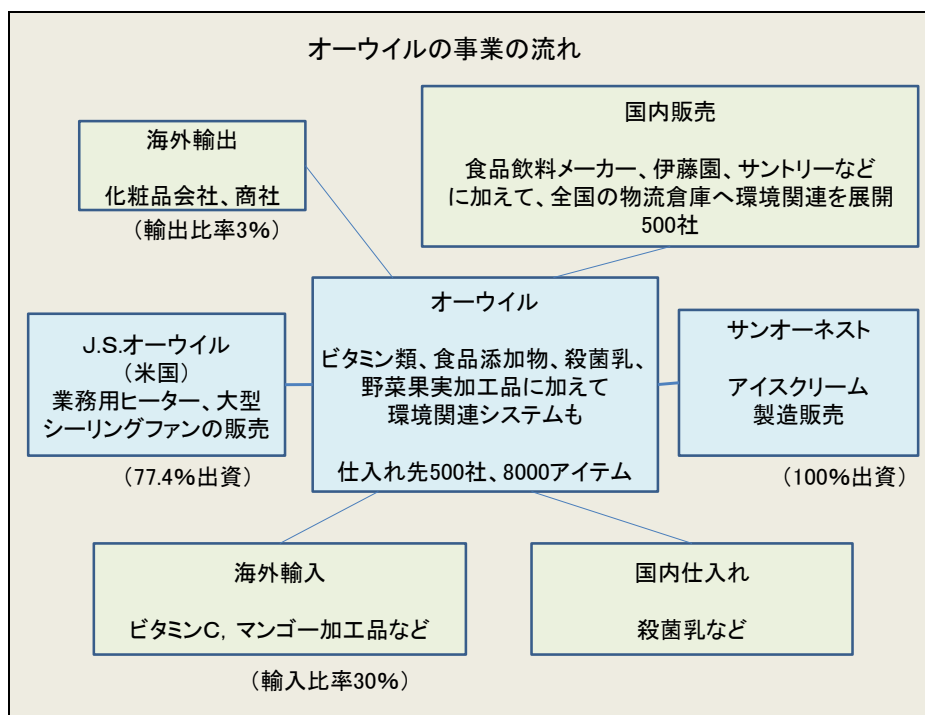 オーウイルの事業の流れ
海外輸出
化粧品会社、商社
（輸出比率3%）
国内販売
食品飲料メーカー、伊藤園、サントリーなど
に加えて、全国の物流倉庫へ環境関連を展開
500社
J.S.オーウイル
（米国）
業務用ヒーター、大型
シーリングファンの販売
（77.4%出資）
オーウイル
ビタミン類、食品添加物、殺菌乳、
野菜果実加工品に加えて
環境関連システムも
仕入れ先500社、8000アイテム
サンオーネスト
アイスクリーム
製造販売
（100%出資）
海外輸入
ビタミンC，マンゴー加工品など
（輸入比率30%）
国内仕入れ
殺菌乳など